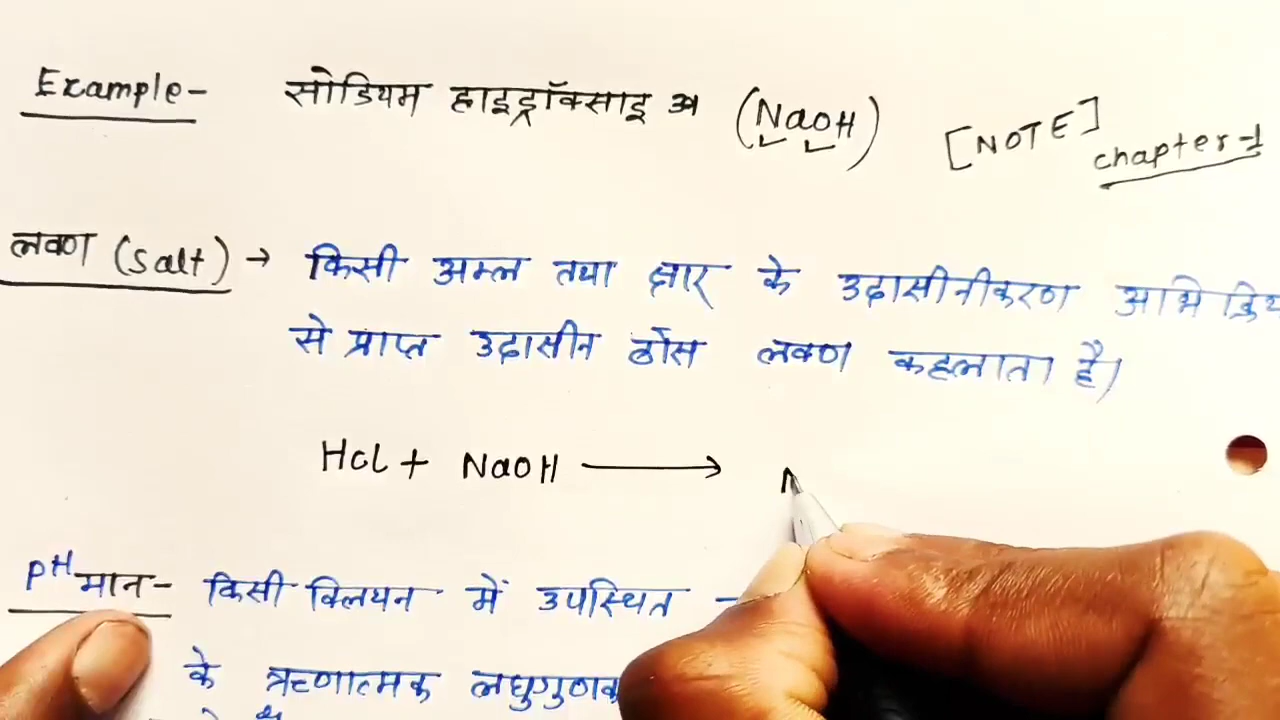 Example- सोडियम हाइड्रॉक्साइड (NaOH) [NOTE] chapter-1
लवण (Salt) → किसी अम्ल तथा क्षार के उदासीनीकरण अभिक्रिय
से प्राप्त उदासीन ठोस लवण कहलाता है।
Hcl + NaOH ⟶ N
pH मान- किसी विलयन में उपस्थित -
के ऋणात्मक लघुगुणक